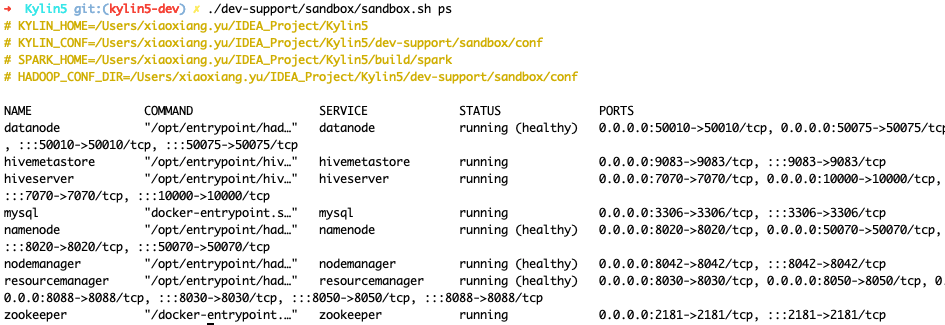 ➜  Kylin5 git:(kylin5-dev) ✗ ./dev-support/sandbox/sandbox.sh ps
# KYLIN_HOME=/Users/xiaoxiang.yu/IDEA_Project/Kylin5
# KYLIN_CONF=/Users/xiaoxiang.yu/IDEA_Project/Kylin5/dev-support/sandbox/conf
# SPARK_HOME=/Users/xiaoxiang.yu/IDEA_Project/Kylin5/build/spark
# HADOOP_CONF_DIR=/Users/xiaoxiang.yu/IDEA_Project/Kylin5/dev-support/sandbox/conf
NAME COMMAND SERVICE STATUS PORTS
datanode "/opt/entrypoint/had…" datanode running (healthy) 0.0.0.0:50010->50010/tcp, 0.0.0.0:50075->50075/tcp
, :::50010->50010/tcp, :::50075->50075/tcp
hivemetastore "/opt/entrypoint/hiv…" hivemetastore running 0.0.0.0:9083->9083/tcp, :::9083->9083/tcp
hiveserver "/opt/entrypoint/hiv…" hiveserver running 0.0.0.0:7070->7070/tcp, 0.0.0.0:10000->10000/tcp,
:::7070->7070/tcp, :::10000->10000/tcp
mysql "docker-entrypoint.s…" mysql running 0.0.0.0:3306->3306/tcp, :::3306->3306/tcp
namenode "/opt/entrypoint/had…" namenode running (healthy) 0.0.0.0:8020->8020/tcp, 0.0.0.0:50070->50070/tcp,
:::8020->8020/tcp, :::50070->50070/tcp
nodemanager "/opt/entrypoint/had…" nodemanager running (healthy) 0.0.0.0:8042->8042/tcp, :::8042->8042/tcp
resourcemanager "/opt/entrypoint/had…" resourcemanager running (healthy) 0.0.0.0:8030->8030/tcp, 0.0.0.0:8050->8050/tcp, 0.
0.0.0:8088->8088/tcp, :::8030->8030/tcp, :::8050->8050/tcp, :::8088->8088/tcp
zookeeper "/docker-entrypoint.…" zookeeper running 0.0.0.0:2181->2181/tcp, :::2181->2181/tcp